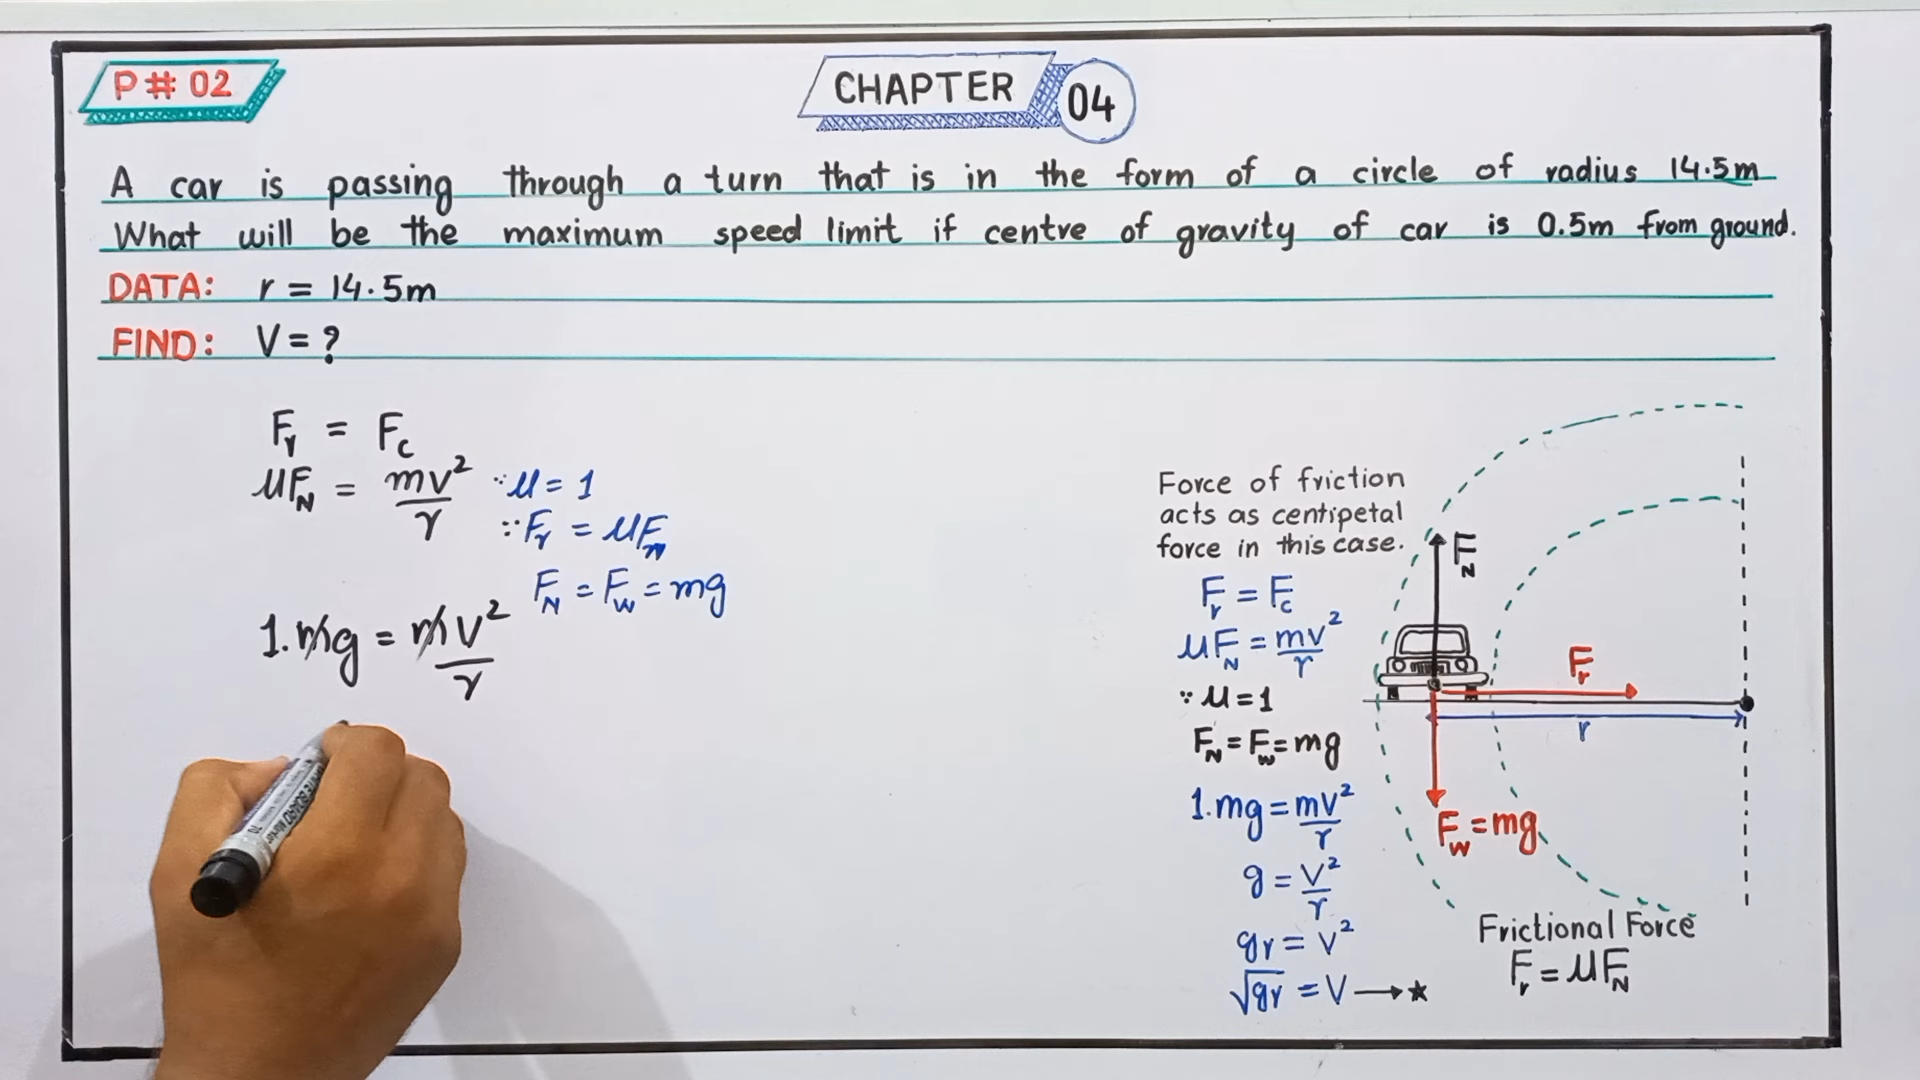 P # 02
CHAPTER 04
A car is passing through a turn that is in the form of a circle of radius 14.5m
What will be the maximum speed limit if centre of gravity of car is 0.5m from ground.
DATA: r = 14.5m
FIND: V = ?
Fr = Fc
μFN = mv²/r ∵ μ = 1
∵ Fr = μFN
FN = Fw = mg
1.mg = mv²/r
Force of friction
acts as centipetal
force in this case.
Fr = Fc
μFN = mv²/r
∵ μ = 1
FN = Fw = mg
1.mg = mv²/r
g = v²/r
gr = v²
√gr = V → ★
FN
Fr
r
Fw = mg
Frictional Force
Fr = μFN